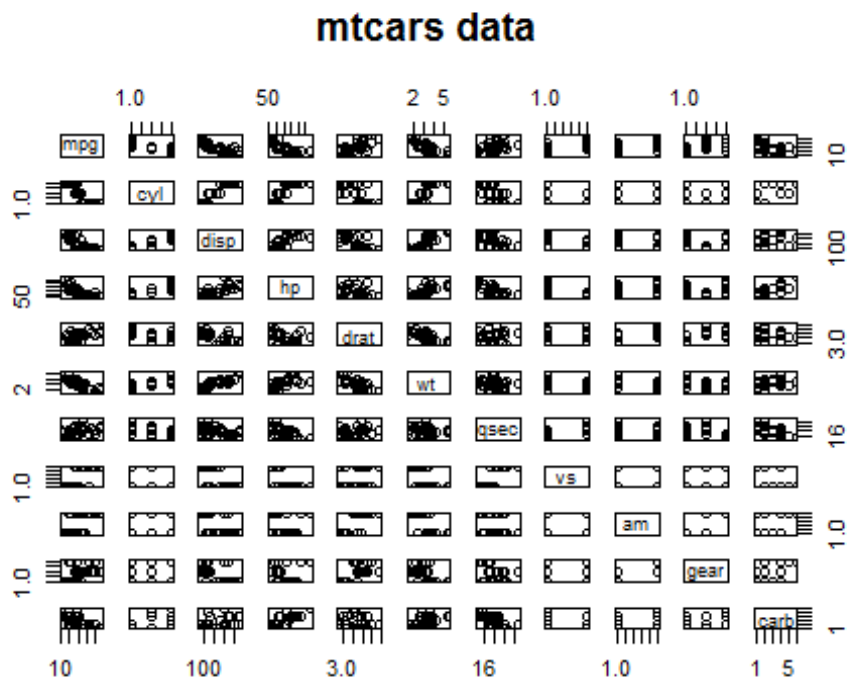 mtcars data
1.0 50 2 5 1.0 1.0
mpg 10
1.0 cyl
disp 100
50 hp
drat 3.0
2 wt
qsec 16
1.0 vs
am 1.0
1.0 gear
carb 1
10 100 3.0 16 1.0 1 5